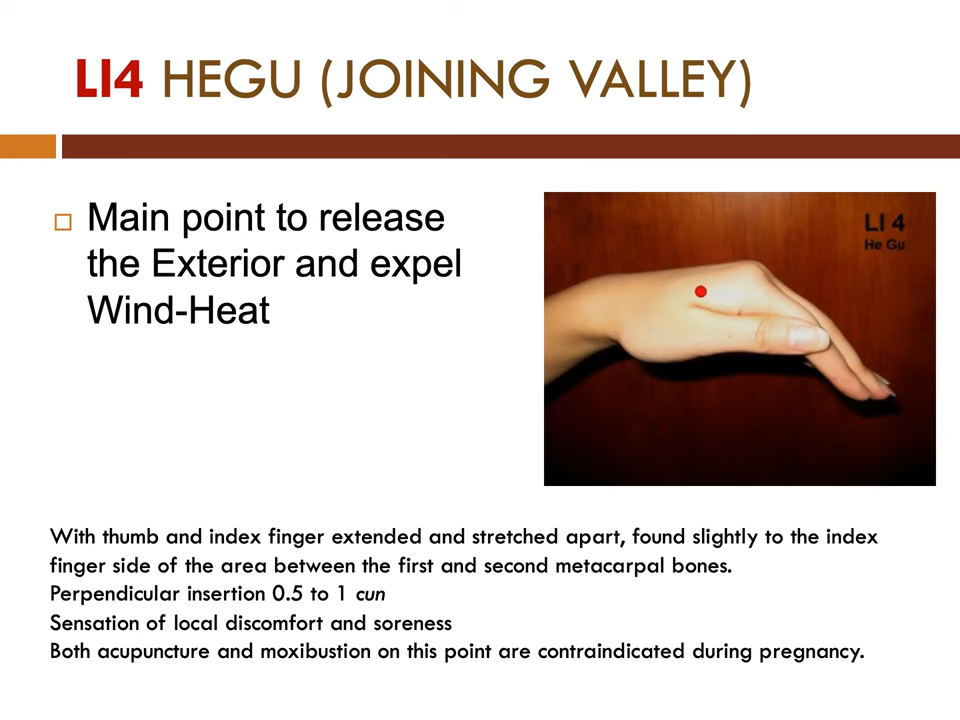 LI4 HEGU (JOINING VALLEY)
Main point to release
the Exterior and expel
Wind-Heat
LI 4
He Gu
With thumb and index finger extended and stretched apart, found slightly to the index
finger side of the area between the first and second metacarpal bones.
Perpendicular insertion 0.5 to 1 cun
Sensation of local discomfort and soreness
Both acupuncture and moxibustion on this point are contraindicated during pregnancy.